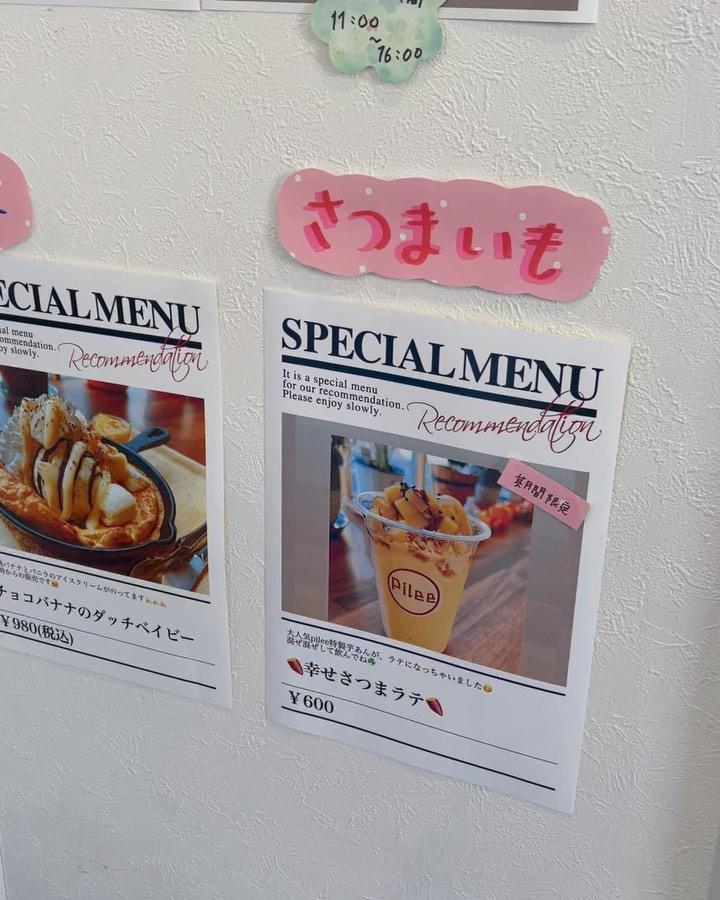 11:00
~
16:00
さつまいも
ECIAL MENU
ial menu
ommendation.
oy slowly.
Recommendation
バナナとバニラのアイスクリームがのってます
時からの販売です
チョコバナナのダッチベイビー
¥980(税込)
SPECIAL MENU
It is a special menu
for our recommendation.
Please enjoy slowly.
Recommendation
期間限定
pilee
大人気pilee特製芋あんが、ラテになっちゃいました😋
混ぜ混ぜして飲んでね🍀
🍠幸せさつまラテ🍠
¥600